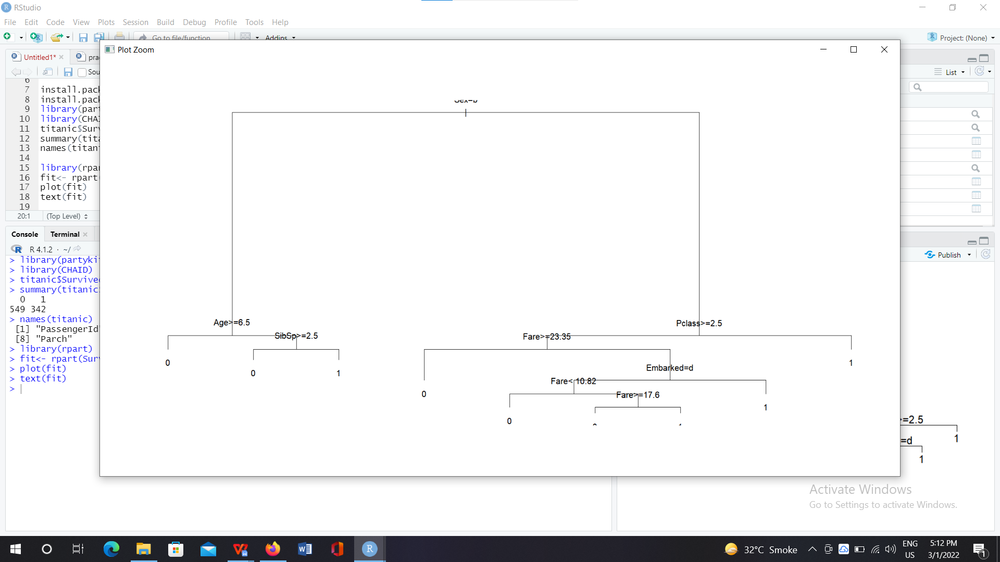 RStudio
File Edit Code View Plots Session Build Debug Profile Tools Help
Go to file/function Addins Project: (None)
Plot Zoom
Untitled1*
List
7 install.pack
8 install.pack
9 library(par
10 library(CHA
11 titanic$Sur
12 summary(tit
13 names(titan
14
15 library(rpa
16 fit<- rpart
17 plot(fit)
18 text(fit)
19
20:1 (Top Level)
Console Terminal
R 4.1.2 · ~/
> library(partyki
> library(CHAID)
> titanic$Survive
> summary(titanic
0 1
549 342
> names(titanic)
[1] "PassengerId
[8] "Parch"
> library(rpart)
> fit<- rpart(Sur
> plot(fit)
> text(fit)
>
Publish
Sex=b
Age>=6.5
Pclass>=2.5
SibSp>=2.5
Fare>=23.35
0
1
0
1
Embarked=d
Fare< 10.82
0
Fare>=17.6
1
0
=2.5
1
=d
1
Activate Windows
Go to Settings to activate Windows.
32°C Smoke
ENG
US
5:12 PM
3/1/2022
1